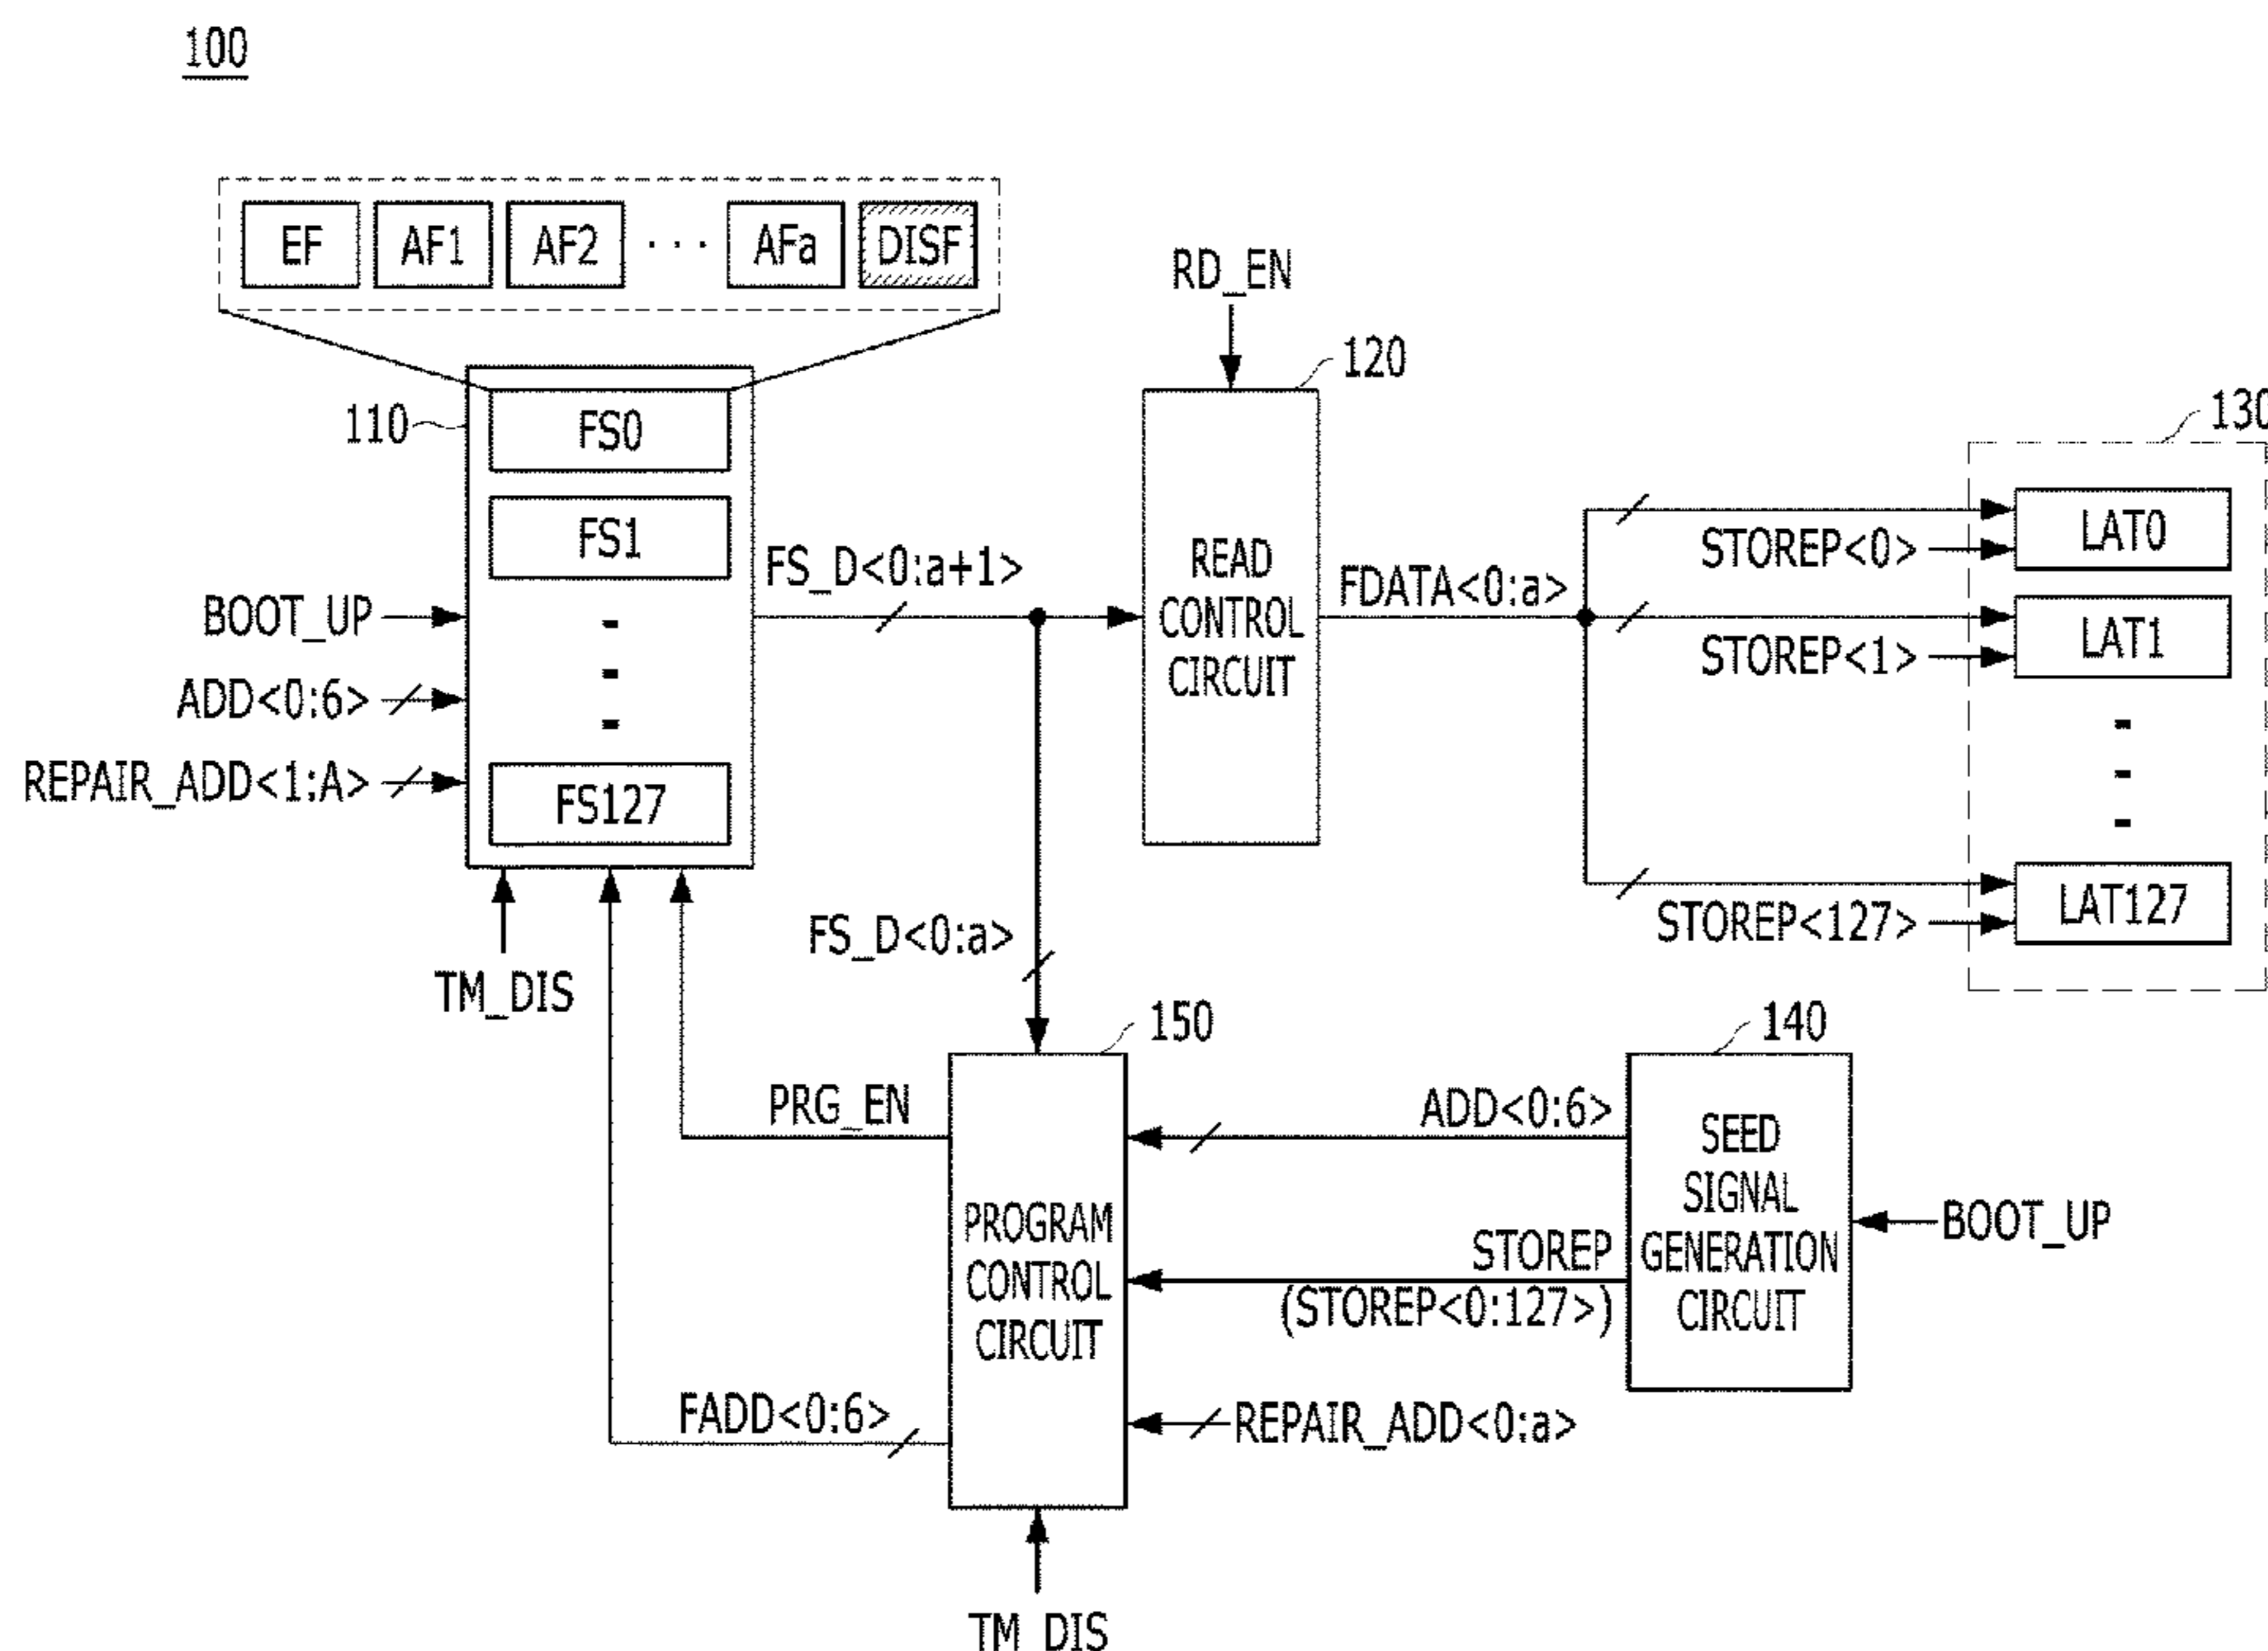 100
EF AF1 AF2 ... AFa DISF
RD_EN
120
110
FS0
130
FS1
LAT0
STOREP<0>
FS_D<0:a+1>
READ
CONTROL
CIRCUIT
FDATA<0:a>
LAT1
STOREP<1>
BOOT_UP
ADD<0:6>
REPAIR_ADD<1:A>
FS127
LAT127
STOREP<127>
FS_D<0:a>
TM_DIS
150
140
PRG_EN
ADD<0:6>
SEED
SIGNAL
GENERATION
CIRCUIT
BOOT_UP
PROGRAM
CONTROL
CIRCUIT
STOREP
(STOREP<0:127>)
FADD<0:6>
REPAIR_ADD<0:a>
TM_DIS